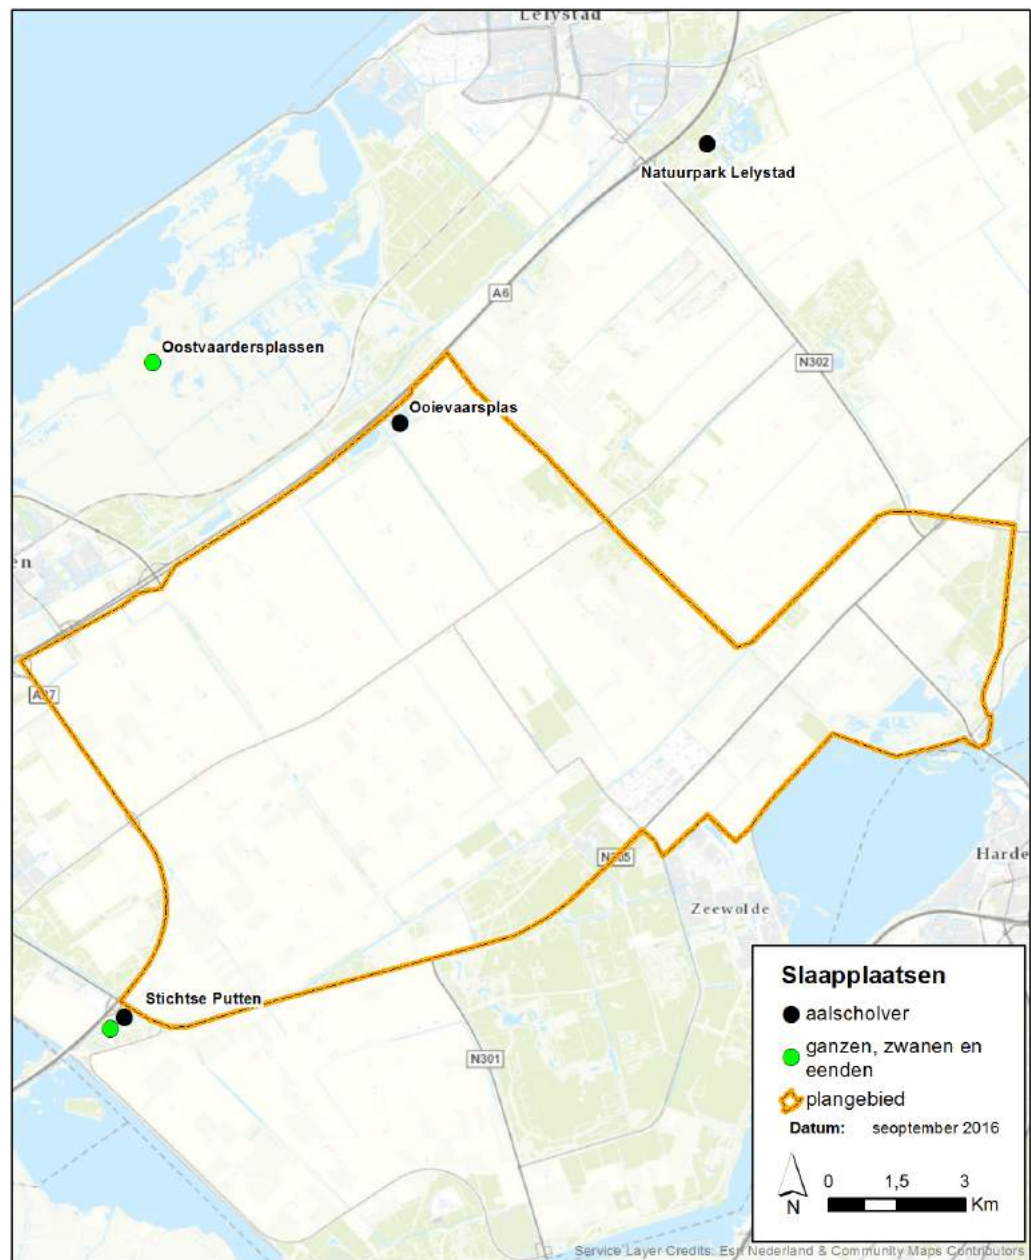 Lelystad
Natuurpark Lelystad
A6
Oostvaardersplassen
N302
Ooievaarsplas
en
A27
N305
Harde
Zeewolde
Stichtse Putten
N301
Slaapplaatsen
aalscholver
ganzen, zwanen en
eenden
plangebied
Datum: seoptember 2016
N
0 1,5 3
Km
Service Layer Credits: Esri Nederland & Community Maps Contributors